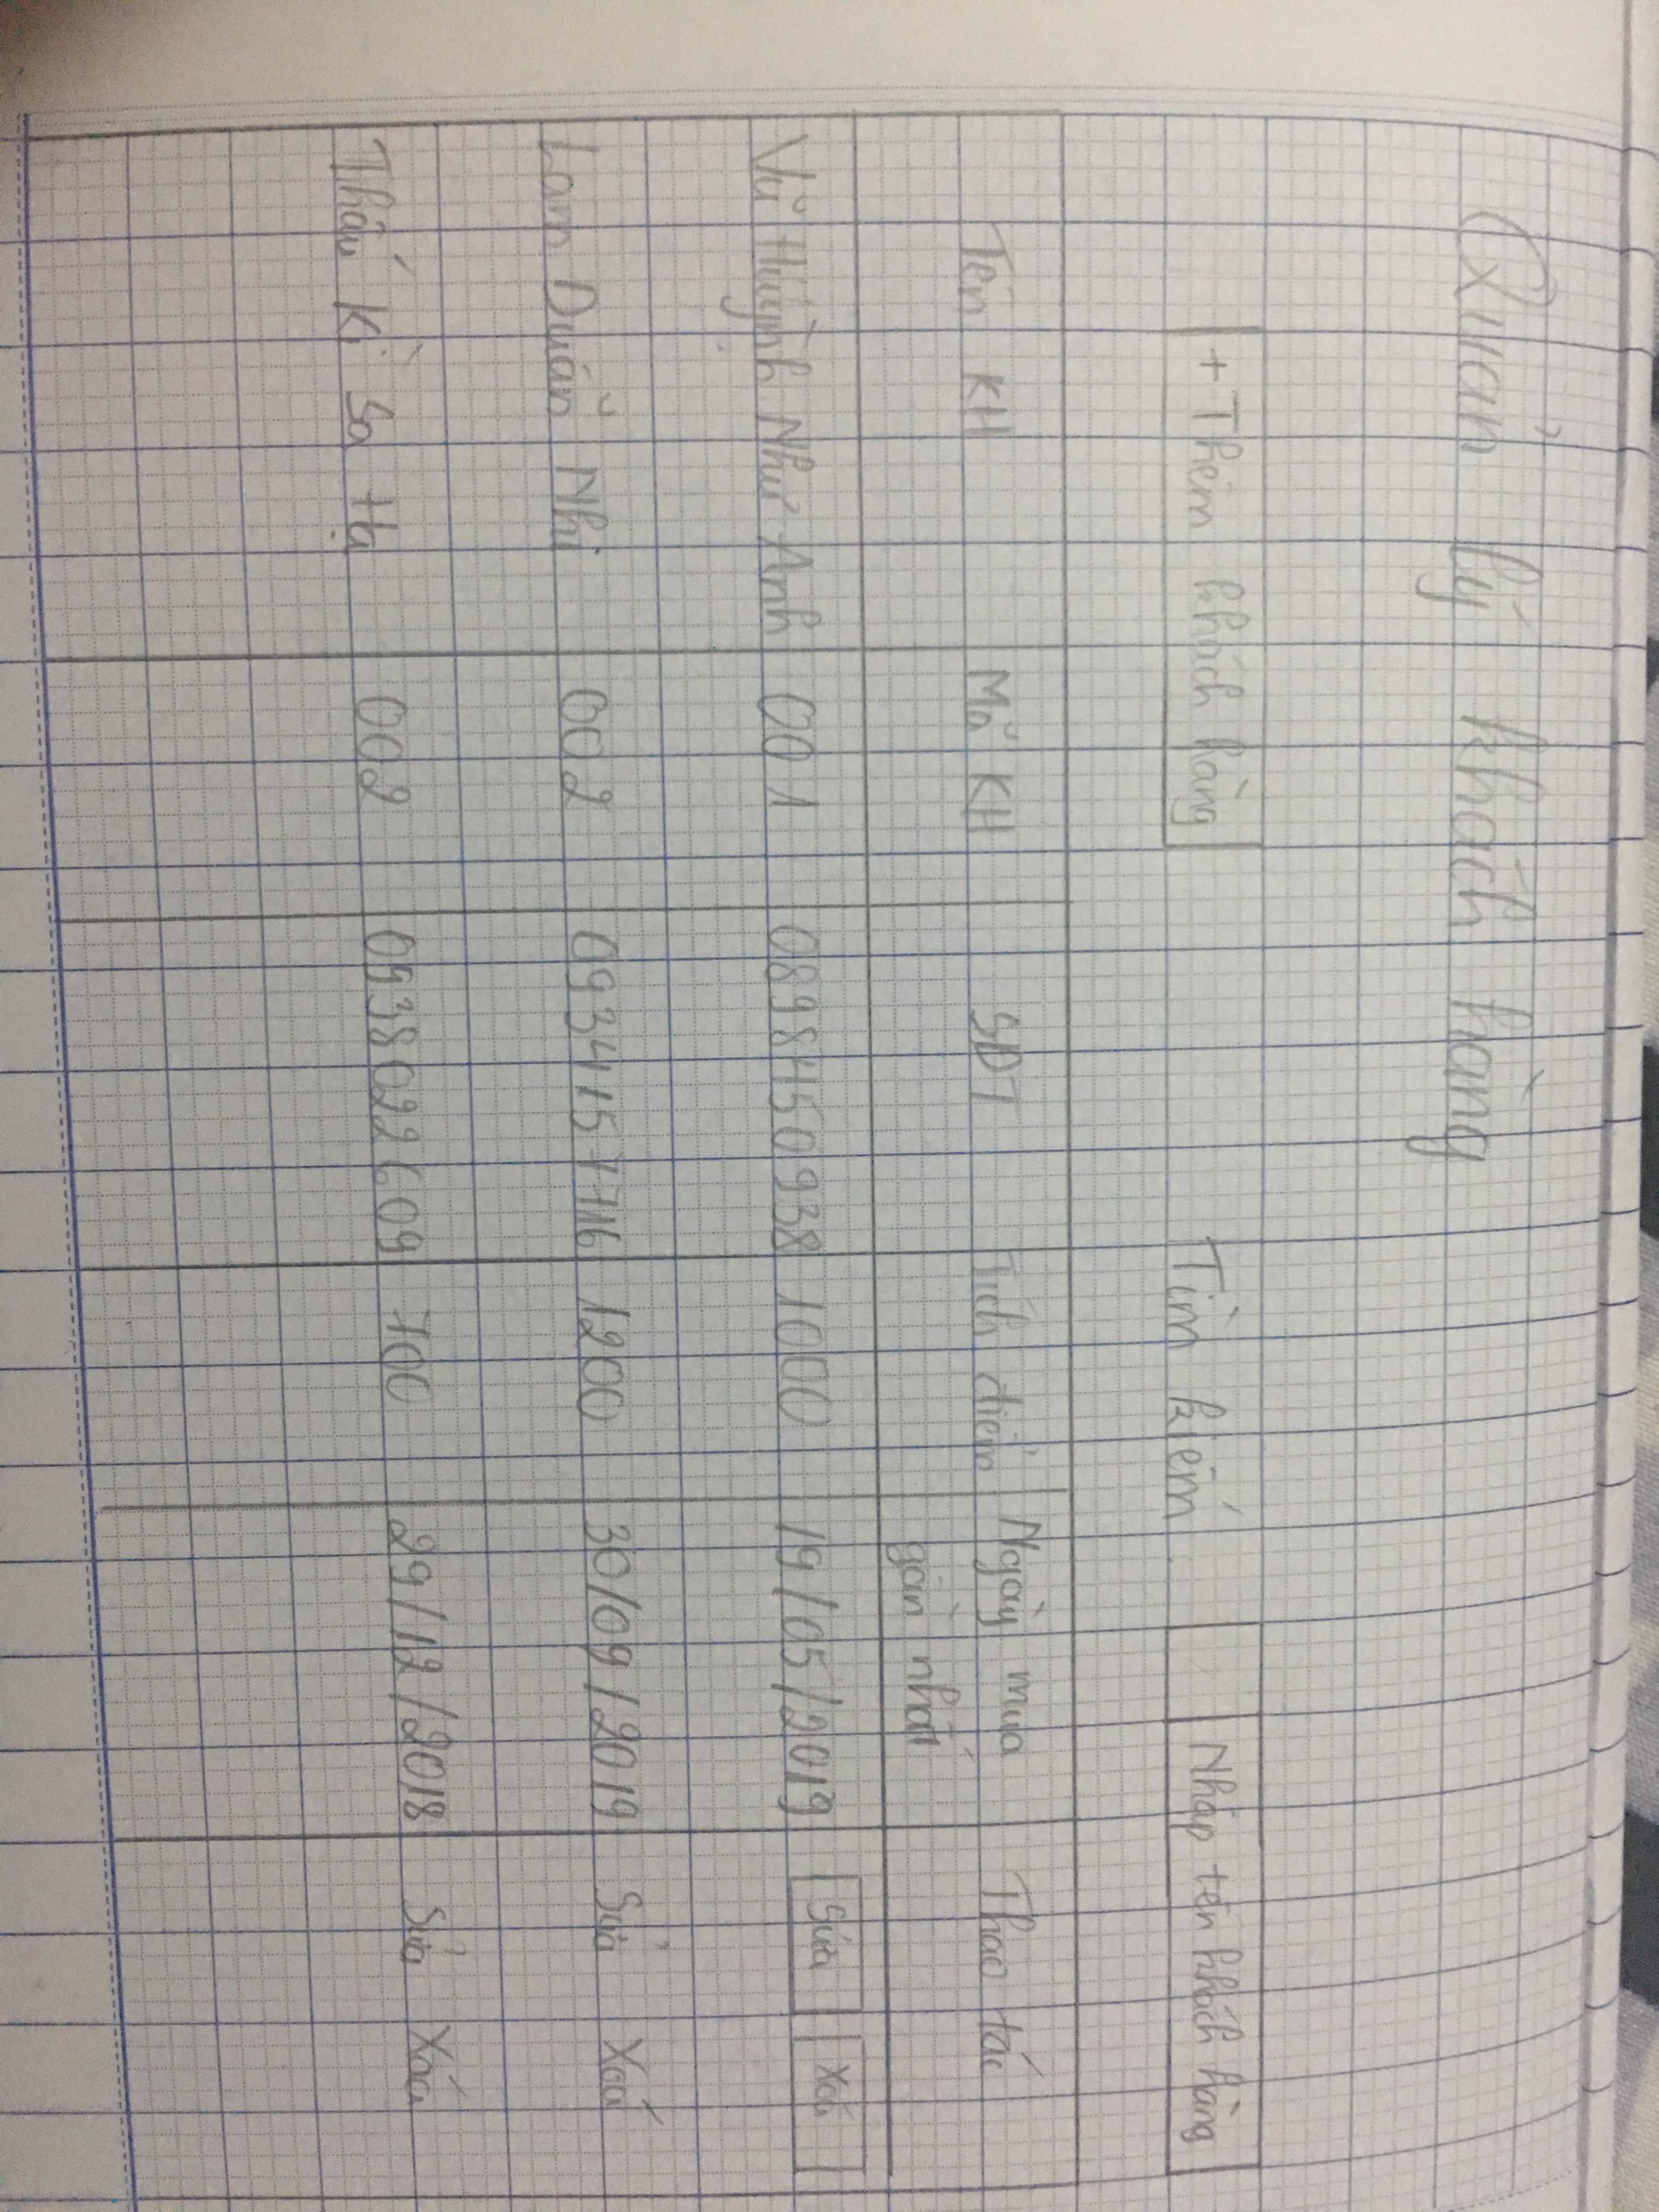 Quản lý khách hàng
+ Thêm khách hàng Tìm kiếm: Nhập tên khách hàng
Tên KH Mã KH SDT Tích điểm Ngày mua gần nhất Thao tác
Vũ Huỳnh Như Anh 001 0898450938 1000 19/05/2019 Sửa Xoá
Lam Duẩn Nhi 002 0934157716 1200 30/09/2019 Sửa Xoá
Thấu Kì Sa Hạ 002 0938022609 700 29/12/2018 Sửa Xoá